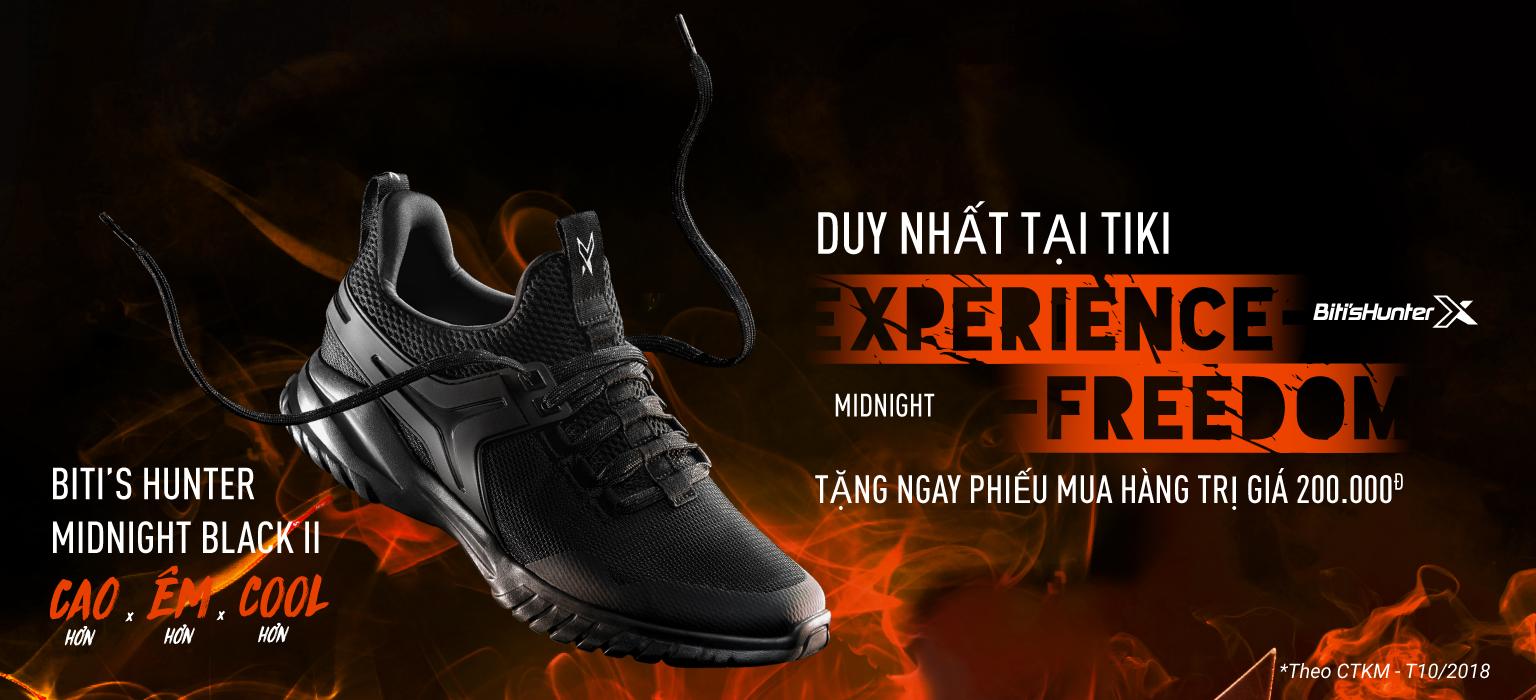 DUY NHẤT TẠI TIKI
EXPERIENCE-
Biti'sHunter X
MIDNIGHT
-FREEDOM
TẶNG NGAY PHIẾU MUA HÀNG TRỊ GIÁ 200.000Đ
BITI'S HUNTER
MIDNIGHT BLACK II
CAO x ÊM x COOL
HƠN HƠN HƠN
*Theo CTKM - T10/2018